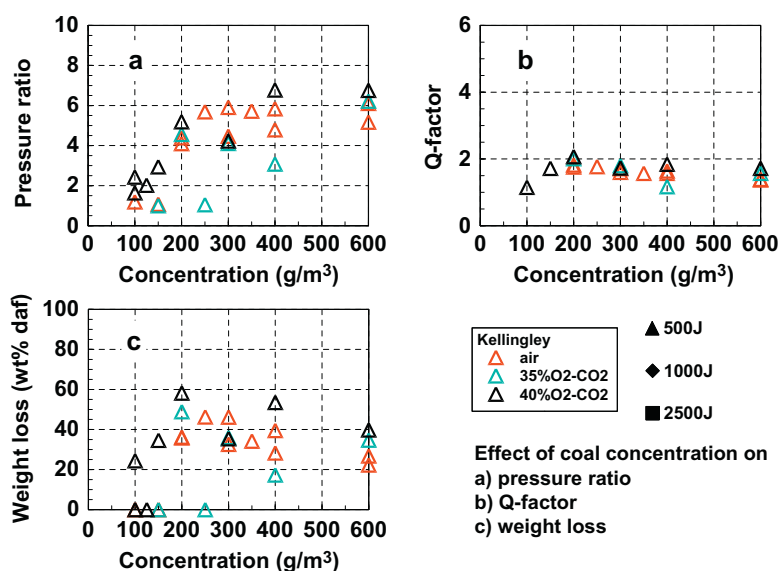 10
8
6
4
2
0
Pressure ratio
a
0 100 200 300 400 500 600
Concentration (g/m³)
6
4
2
0
Q-factor
b
0 100 200 300 400 500 600
Concentration (g/m³)
100
80
60
40
20
0
Weight loss (wt% daf)
c
0 100 200 300 400 500 600
Concentration (g/m³)
Kellingley
air
35%O2-CO2
40%O2-CO2
500J
1000J
2500J
Effect of coal concentration on
a) pressure ratio
b) Q-factor
c) weight loss